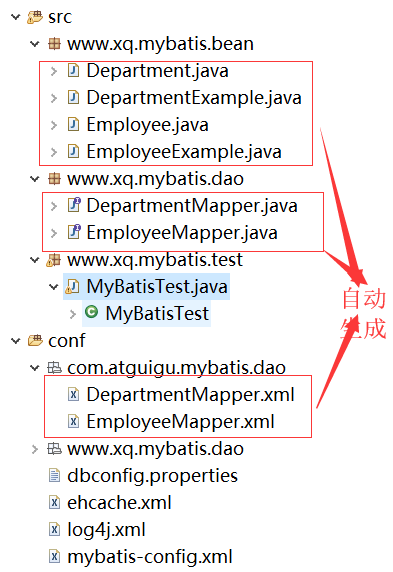 src
www.xq.mybatis.bean
Department.java
DepartmentExample.java
Employee.java
EmployeeExample.java
www.xq.mybatis.dao
DepartmentMapper.java
EmployeeMapper.java
www.xq.mybatis.test
MyBatisTest.java
MyBatisTest
自动
生成
conf
com.atguigu.mybatis.dao
DepartmentMapper.xml
EmployeeMapper.xml
www.xq.mybatis.dao
dbconfig.properties
ehcache.xml
log4j.xml
mybatis-config.xml